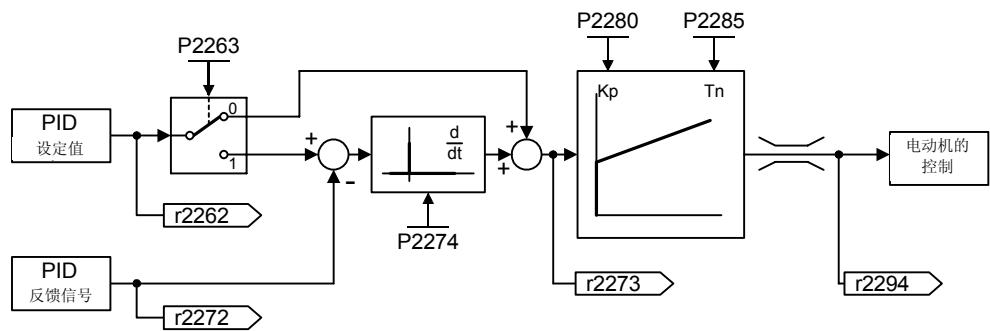 P2280
P2285
P2263
PID
设定值
0
1
+
-
d
dt
+
+
Kp
Tn
电动机的
控制
r2262
P2274
PID
反馈信号
r2272
r2273
r2294